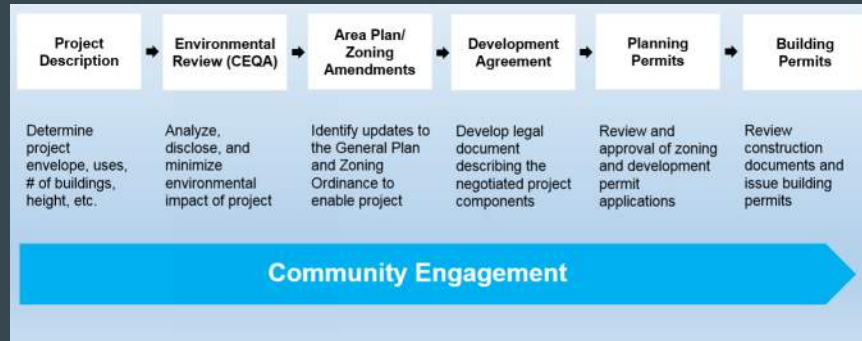 Project
Description
Environmental
Review (CEQA)
Area Plan/
Zoning
Amendments
Development
Agreement
Planning
Permits
Building
Permits
Determine
project
envelope, uses,
# of buildings,
height, etc.
Analyze,
disclose, and
minimize
environmental
impact of project
Identify updates to
the General Plan
and Zoning
Ordinance to
enable project
Develop legal
document
describing the
negotiated project
components
Review and
approval of zoning
and development
permit
applications
Review
construction
documents and
issue building
permits
Community Engagement